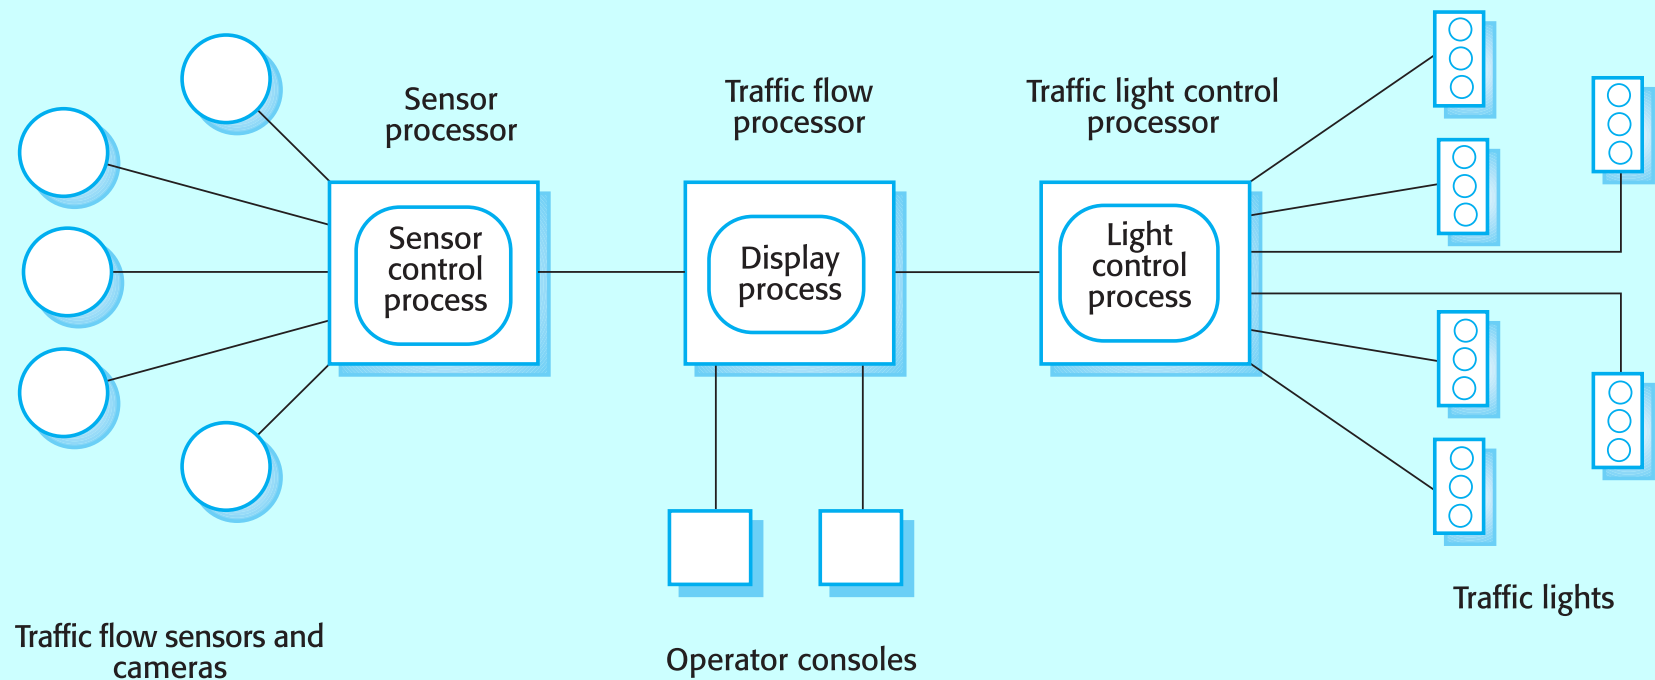 Sensor
processor
Traffic flow
processor
Traffic light control
processor
Sensor
control
process
Display
process
Light
control
process
Traffic flow sensors and
cameras
Operator consoles
Traffic lights